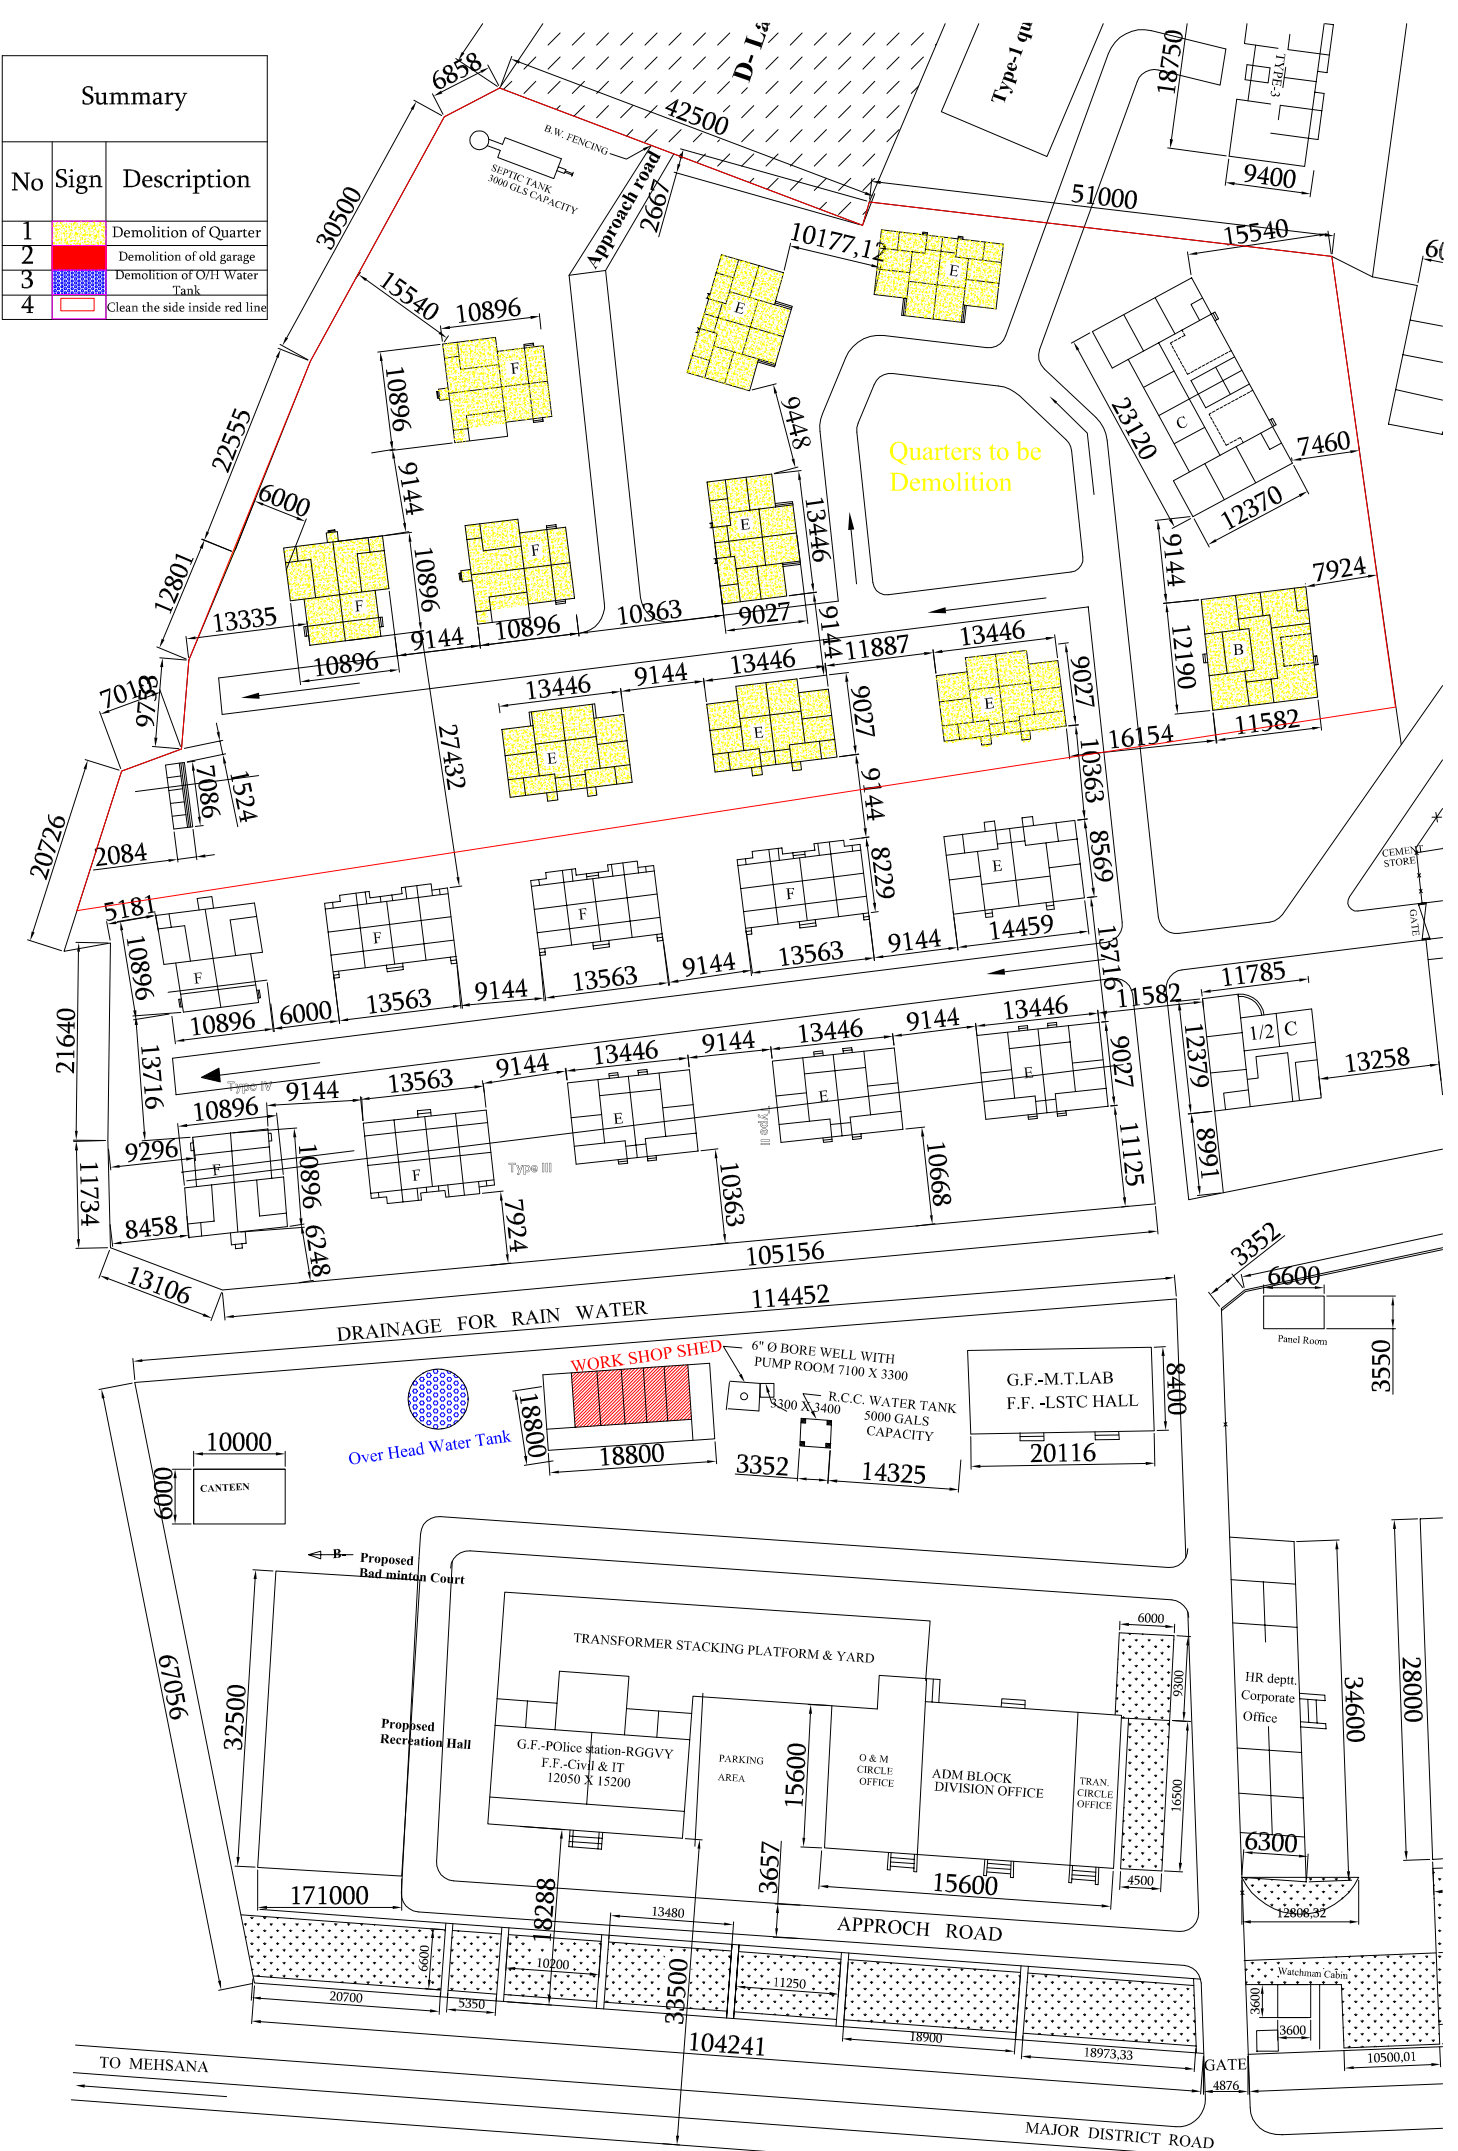 Summary
No Sign Description
1 Demolition of Quarter
2 Demolition of old garage
3 Demolition of O/H Water
Tank
4 Clean the side inside red line
6858
42500
D- La
Type-1 qu
18750
TYPE-3
9400
B.W. FENCING
SEPTIC TANK
3000 GLS CAPACITY
Approach road
2667
30500
51000
15540
10177,12
E
E
15540
10896
F
10896
9448
23120
C
7460
12370
22555
6000
9144
Quarters to be
Demolition
13446
E
9144
7924
12801
F
F
10896
13335
10896
9144
10896
10363
9027
9144
11887
13446
12190
B
7010
8576
13446
9144
13446
9027
E
E
E
9027
16154
11582
27432
10363
7086
1524
9144
20726
2084
8229
8569
CEMENT
STORE
GATE
5181
F
F
F
F
E
10896
14459
9144
13563
9144
13563
9144
13563
6000
10896
13716
21640
13716
11582
11785
13446
9144
13446
9144
13446
9144
13563
9144
10896
Type IV
12379
1/2 C
13258
9027
E
E
E
F
F
Type II
Type III
9296
10896
11125
8991
11734
8458
6248
7924
10363
10668
13106
105156
114452
3352
6600
Panel Room
3550
DRAINAGE FOR RAIN WATER
WORK SHOP SHED
6" Ø BORE WELL WITH
PUMP ROOM 7100 X 3300
3300 X 3400
R.C.C. WATER TANK
5000 GALS
CAPACITY
G.F.-M.T.LAB
F.F. -LSTC HALL
8400
20116
Over Head Water Tank
18800
18800
3352
14325
10000
6000
CANTEEN
B-
Proposed
Bad minton Court
67056
32500
TRANSFORMER STACKING PLATFORM & YARD
6000
9300
HR deptt.
Corporate
Office
34600
28000
Proposed
Recreation Hall
G.F.-POlice station-RGGVY
F.F.-Civil & IT
12050 X 15200
PARKING
AREA
15600
O & M
CIRCLE
OFFICE
ADM BLOCK
DIVISION OFFICE
TRAN.
CIRCLE
OFFICE
16500
6300
3657
15600
4500
171000
18288
13480
APPROCH ROAD
12808,32
6600
10200
33500
11250
Watchman Cabin
20700
5350
18900
18973,33
3600
3600
10500,01
104241
GATE
4876
TO MEHSANA
MAJOR DISTRICT ROAD